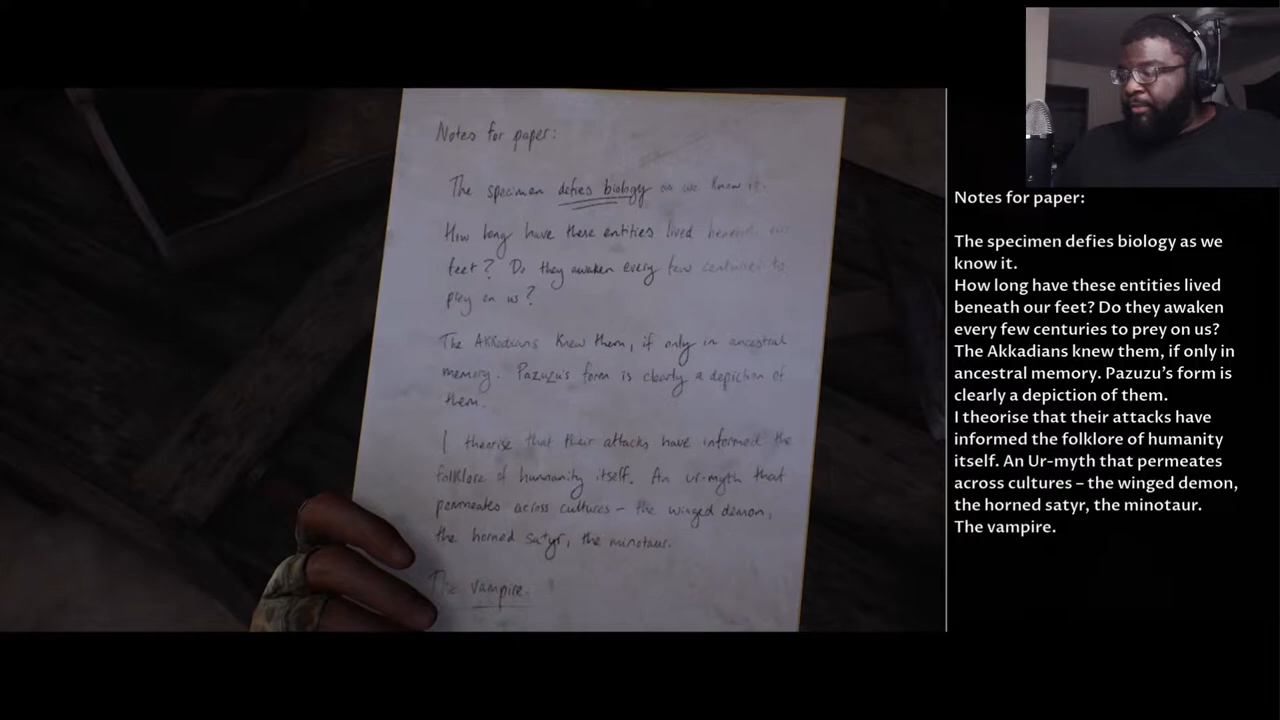 Notes for paper:
The specimen defies biology as we know it.
How long have these entities lived beneath our
feet? Do they awaken every few centuries to
prey on us?
The Akkadians knew them, if only in ancestral
memory. Pazuzu's form is clearly a depiction of
them.
I theorise that their attacks have informed the
folklore of humanity itself. An ur-myth that
permeates across cultures – the winged demon,
the horned satyr, the minotaur.
The vampire.
Notes for paper:
The specimen defies biology as we
know it.
How long have these entities lived
beneath our feet? Do they awaken
every few centuries to prey on us?
The Akkadians knew them, if only in
ancestral memory. Pazuzu's form is
clearly a depiction of them.
I theorise that their attacks have
informed the folklore of humanity
itself. An Ur-myth that permeates
across cultures – the winged demon,
the horned satyr, the minotaur.
The vampire.